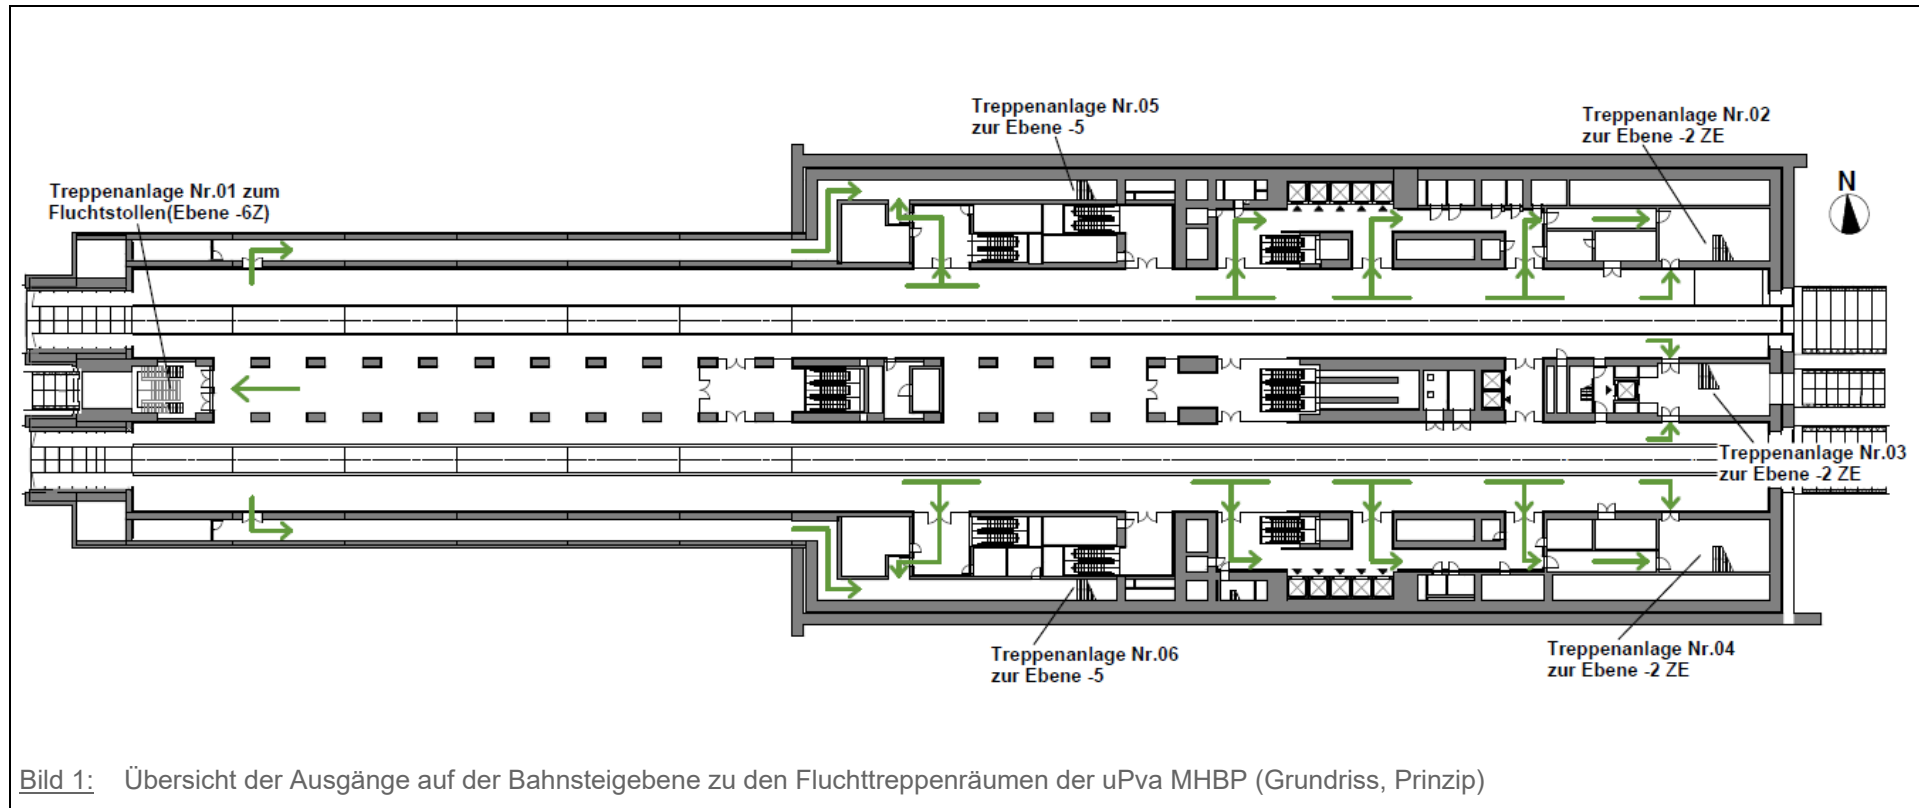 Treppenanlage Nr.05
zur Ebene -5
Treppenanlage Nr.02
zur Ebene -2 ZE
Treppenanlage Nr.01 zum
Fluchtstollen(Ebene -6Z)
N
Treppenanlage Nr.03
zur Ebene -2 ZE
Treppenanlage Nr.06
zur Ebene -5
Treppenanlage Nr.04
zur Ebene -2 ZE
Bild 1: Übersicht der Ausgänge auf der Bahnsteigebene zu den Fluchttreppenräumen der uPva MHBP (Grundriss, Prinzip)